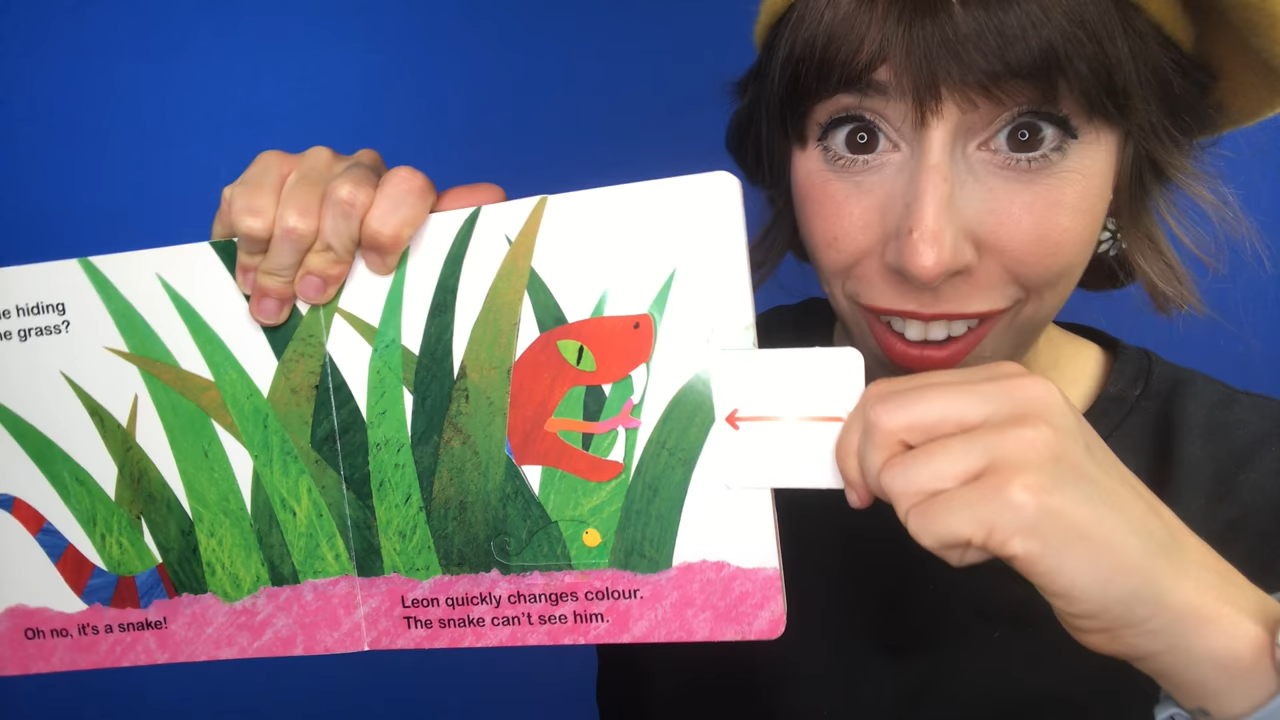 hiding
grass?
Oh no, it's a snake!
Leon quickly changes colour.
The snake can't see him.